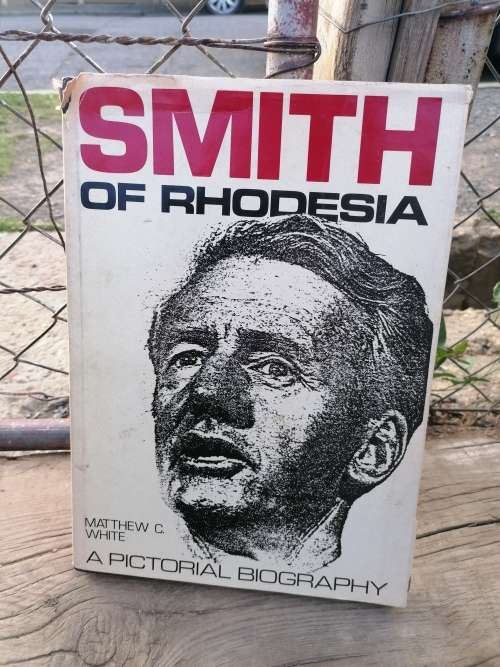 SMITH
OF RHODESIA
MATTHEW C.
WHITE
A PICTORIAL BIOGRAPHY